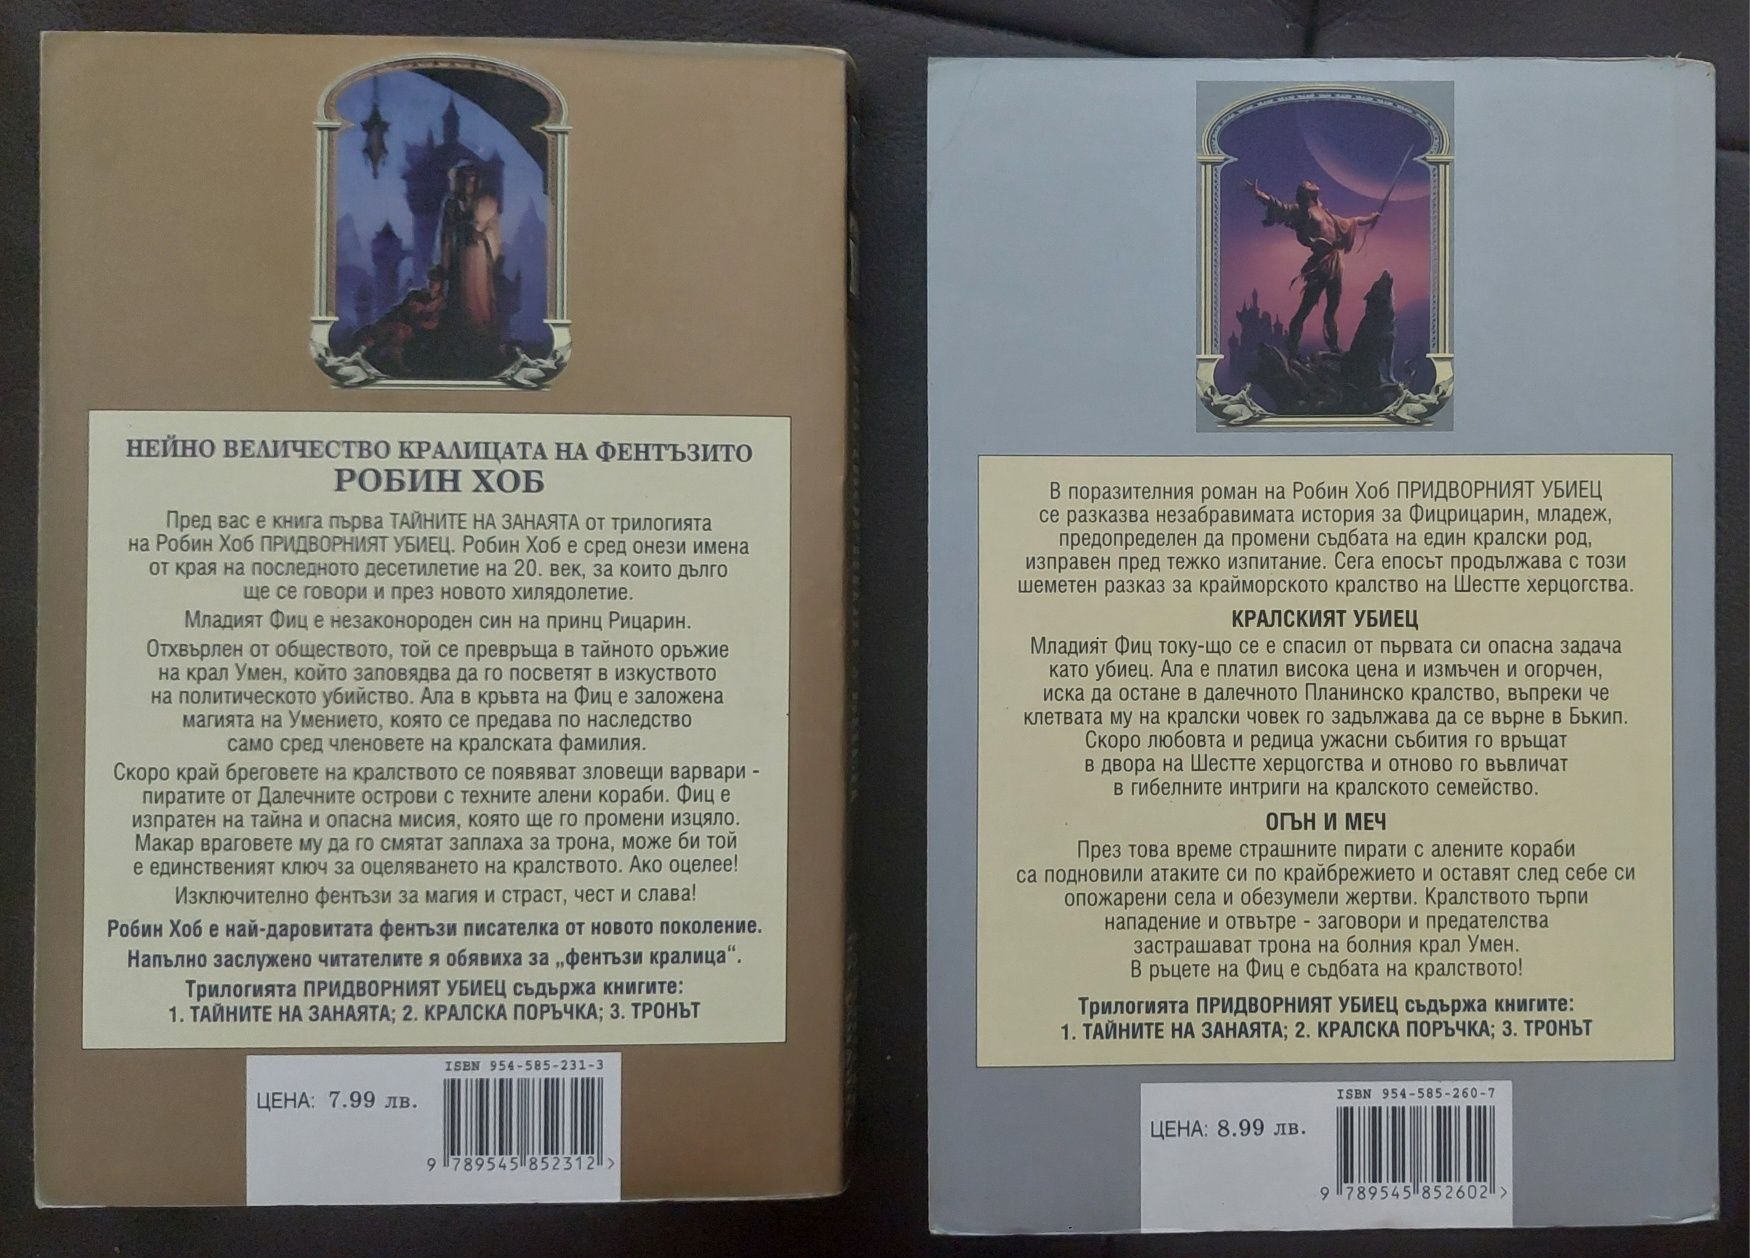 НЕЙНО ВЕЛИЧЕСТВО КРАЛИЦАТА НА ФЕНТЪЗИТО
РОБИН ХОБ
Пред вас е книга първа ТАЙНИТЕ НА ЗАНАЯТА от трилогията
на Робин Хоб ПРИДВОРНИЯТ УБИЕЦ. Робин Хоб е сред онези имена
от края на последното десетилетие на 20. век, за които дълго
ще се говори и през новото хилядолетие.
Младият Фиц е незаконороден син на принц Рицарин.
Отхвърлен от обществото, той се превръща в тайното оръжие
на крал Умен, който заповядва да го посветят в изкуството
на политическото убийство. Ала в кръвта на Фиц е заложена
магията на Умението, която се предава по наследство
само сред членовете на кралската фамилия.
Скоро край бреговете на кралството се появяват зловещи варвари -
пиратите от Далечните острови с техните алени кораби. Фиц е
изпратен на тайна и опасна мисия, която ще го промени изцяло.
Макар враговете му да го смятат заплаха за трона, може би той
е единственият ключ за оцеляването на кралството. Ако оцелее!
Изключително фентъзи за магия и страст, чест и слава!
Робин Хоб е най-даровитата фентъзи писателка от новото поколение.
Напълно заслужено читателите я обявиха за „фентъзи кралица“.
Трилогията ПРИДВОРНИЯТ УБИЕЦ съдържа книгите:
1. ТАЙНИТЕ НА ЗАНАЯТА; 2. КРАЛСКА ПОРЪЧКА; 3. ТРОНЪТ
ISBN 954-585-231-3
ЦЕНА: 7.99 лв.
9 789545 852312 >
В поразителния роман на Робин Хоб ПРИДВОРНИЯТ УБИЕЦ
се разказва незабравимата история за Фицрицарин, младеж,
предопределен да промени съдбата на един кралски род,
изправен пред тежко изпитание. Сега епосът продължава с този
шеметен разказ за крайморското кралство на Шестте херцогства.
КРАЛСКИЯТ УБИЕЦ
Младият Фиц току-що се е спасил от първата си опасна задача
като убиец. Ала е платил висока цена и измъчен и огорчен,
иска да остане в далечното Планинско кралство, въпреки че
клетвата му на кралски човек го задължава да се върне в Бъкип.
Скоро любовта и редица ужасни събития го връщат
в двора на Шестте херцогства и отново го въвличат
в гибелните интриги на кралското семейство.
ОГЪН И МЕЧ
През това време страшните пирати с алените кораби
са подновили атаките си по крайбрежието и оставят след себе си
опожарени села и обезумели жертви. Кралството търпи
нападение и отвътре - заговори и предателства
застрашават трона на болния крал Умен.
В ръцете на Фиц е съдбата на кралството!
Трилогията ПРИДВОРНИЯТ УБИЕЦ съдържа книгите:
1. ТАЙНИТЕ НА ЗАНАЯТА; 2. КРАЛСКА ПОРЪЧКА; 3. ТРОНЪТ
ISBN 954-585-260-7
ЦЕНА: 8.99 лв.
9 789545 852602 >